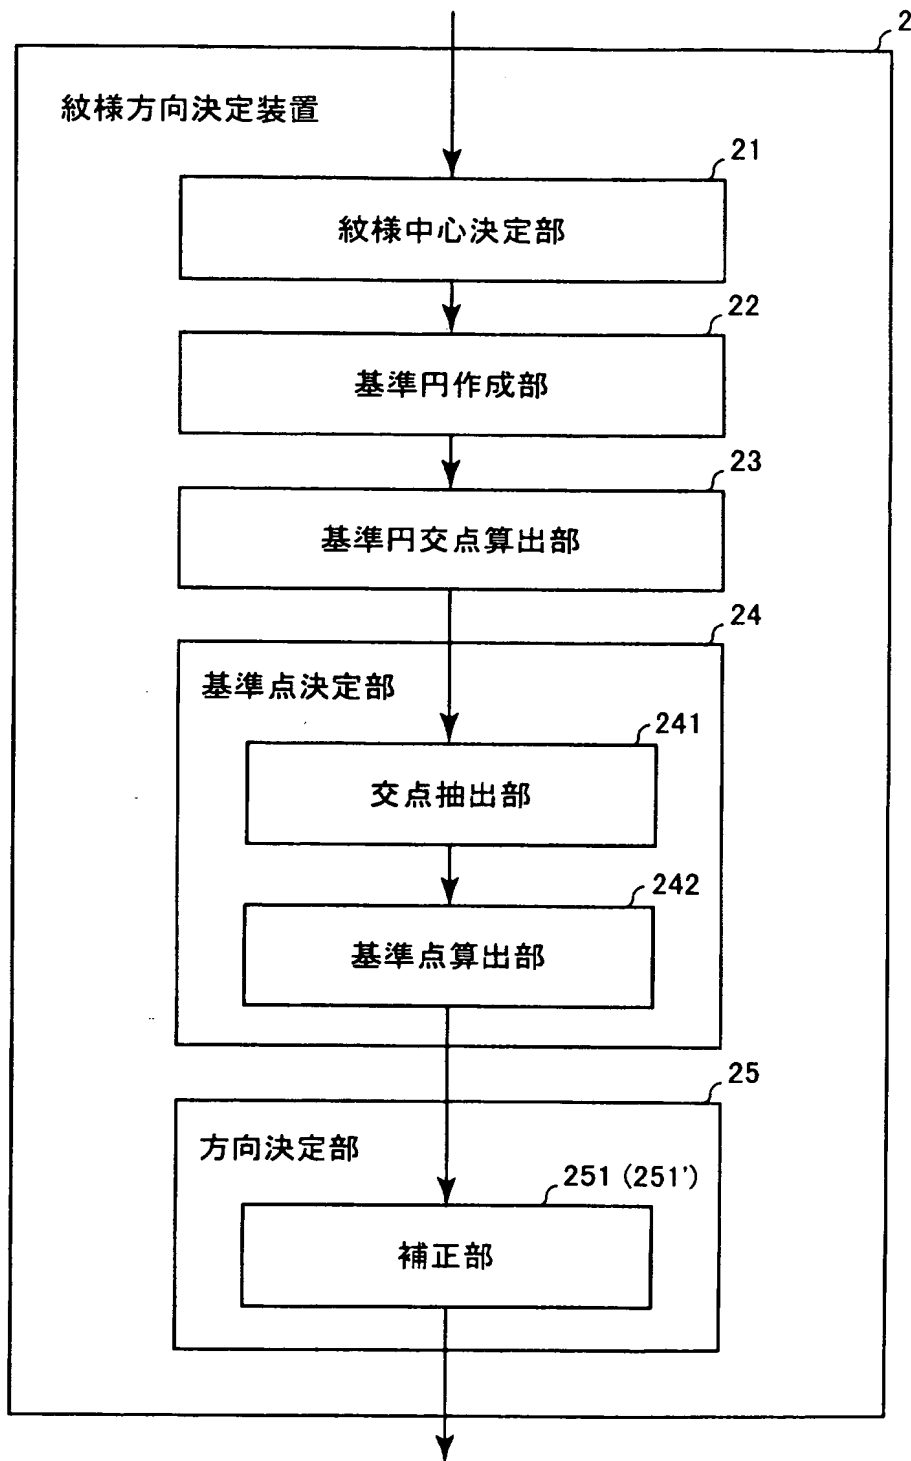 2
紋様方向決定装置
21
紋様中心決定部
22
基準円作成部
23
基準円交点算出部
24
基準点決定部
241
交点抽出部
242
基準点算出部
25
方向決定部
251 (251')
補正部